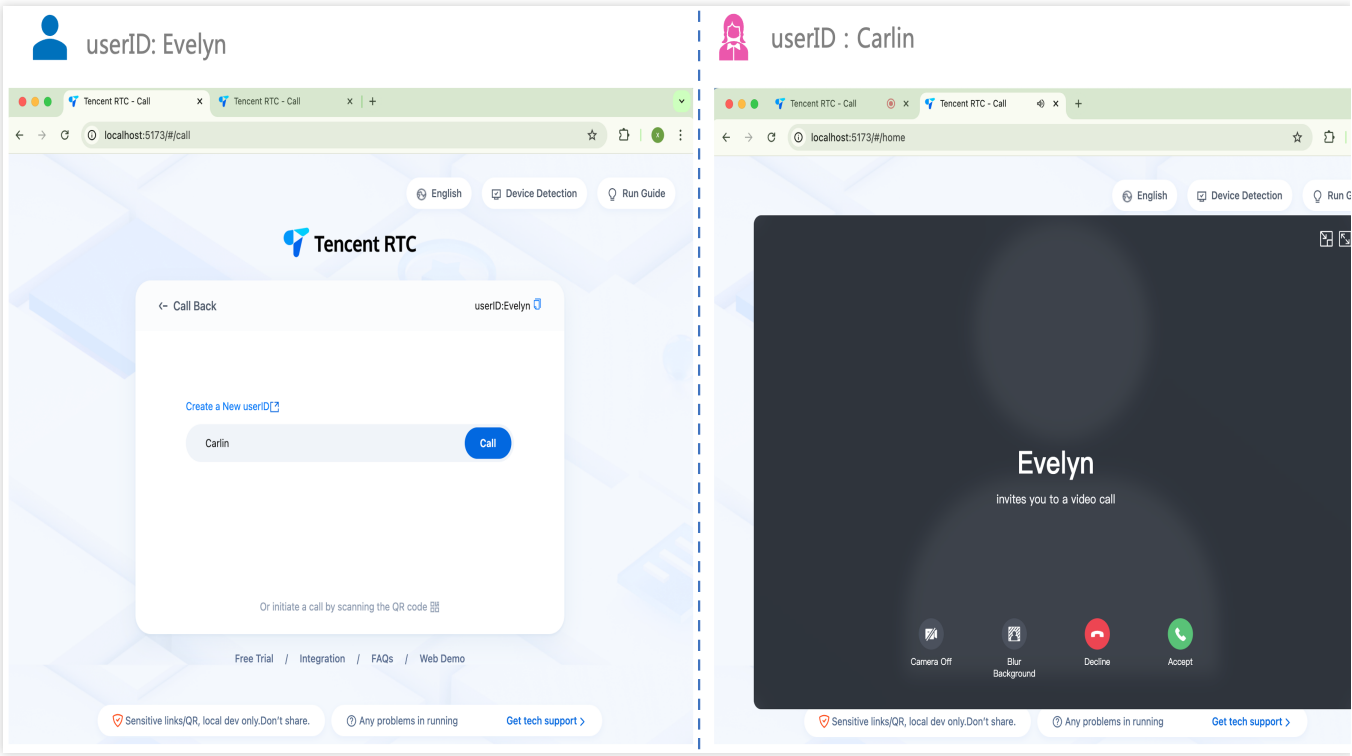 userID: Evelyn
Tencent RTC - Call
Tencent RTC - Call
localhost:5173/#/call
x
English
Device Detection
Run Guide
Tencent RTC
<- Call Back
userID:Evelyn
Create a New userID
Carlin
Call
Or initiate a call by scanning the QR code
Free Trial / Integration / FAQs / Web Demo
Sensitive links/QR, local dev only.Don't share.
Any problems in running
Get tech support >
userID : Carlin
Tencent RTC - Call
Tencent RTC - Call
localhost:5173/#/home
English
Device Detection
Run G
Evelyn
invites you to a video call
Camera Off
Blur
Background
Decline
Accept
Sensitive links/QR, local dev only.Don't share.
Any problems in running
Get tech support >